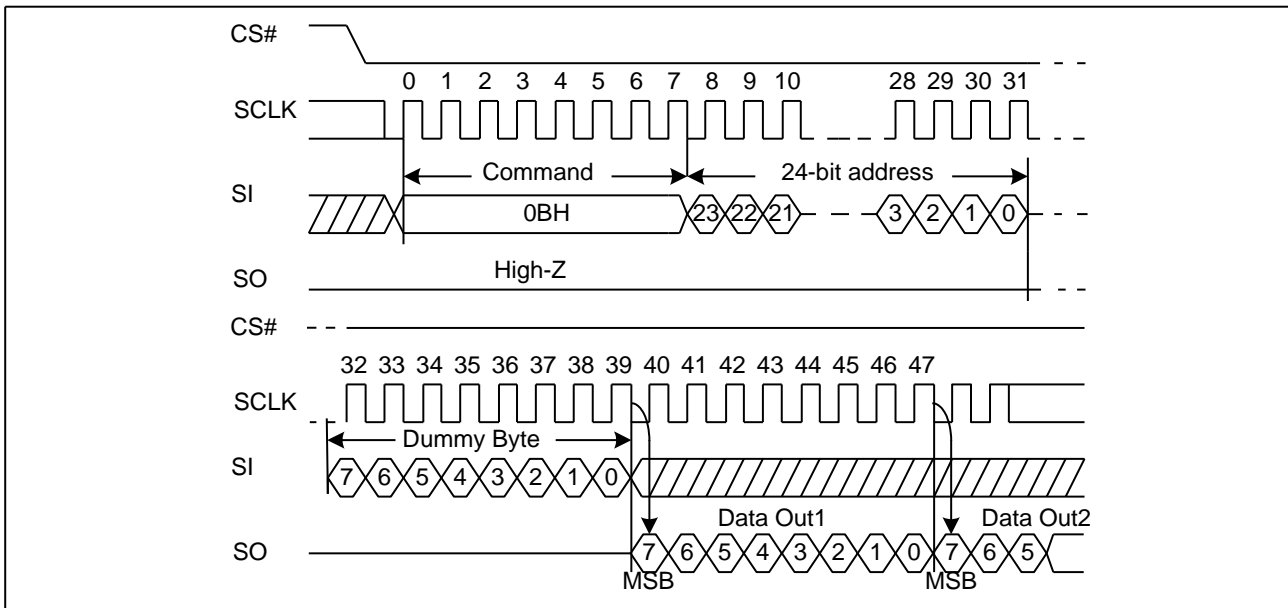 CS#
0 1 2 3 4 5 6 7 8 9 10 28 29 30 31
SCLK
Command 24-bit address
SI
0BH 23 22 21 3 2 1 0
High-Z
SO
CS#
32 33 34 35 36 37 38 39 40 41 42 43 44 45 46 47
SCLK
Dummy Byte
SI
7 6 5 4 3 2 1 0
Data Out1 Data Out2
SO
7 6 5 4 3 2 1 0 7 6 5
MSB MSB